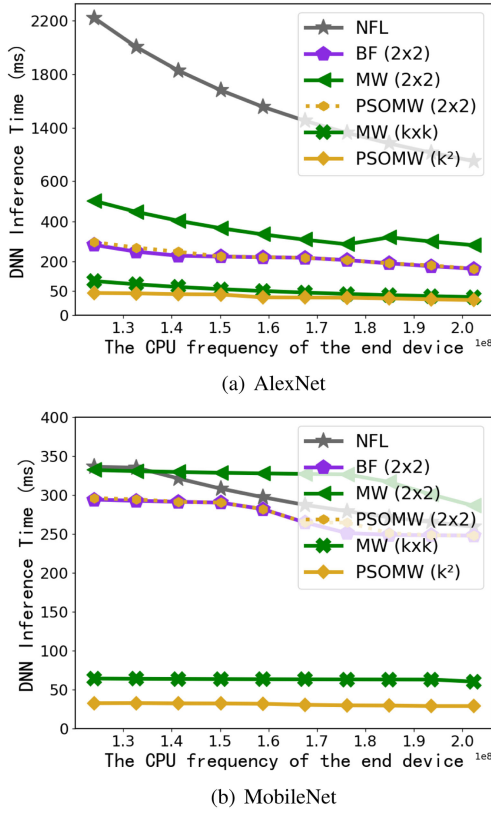 2200
1800
1400
600
400
200
50
0
DNN Inference Time (ms)
NFL
BF (2x2)
MW (2x2)
PSOMW (2x2)
MW (kxk)
PSOMW (k²)
1.3 1.4 1.5 1.6 1.7 1.8 1.9 2.0
1e8
The CPU frequency of the end device
(a) AlexNet
400
350
300
250
200
150
100
50
0
DNN Inference Time (ms)
NFL
BF (2x2)
MW (2x2)
PSOMW (2x2)
MW (kxk)
PSOMW (k²)
1.3 1.4 1.5 1.6 1.7 1.8 1.9 2.0
1e8
The CPU frequency of the end device
(b) MobileNet